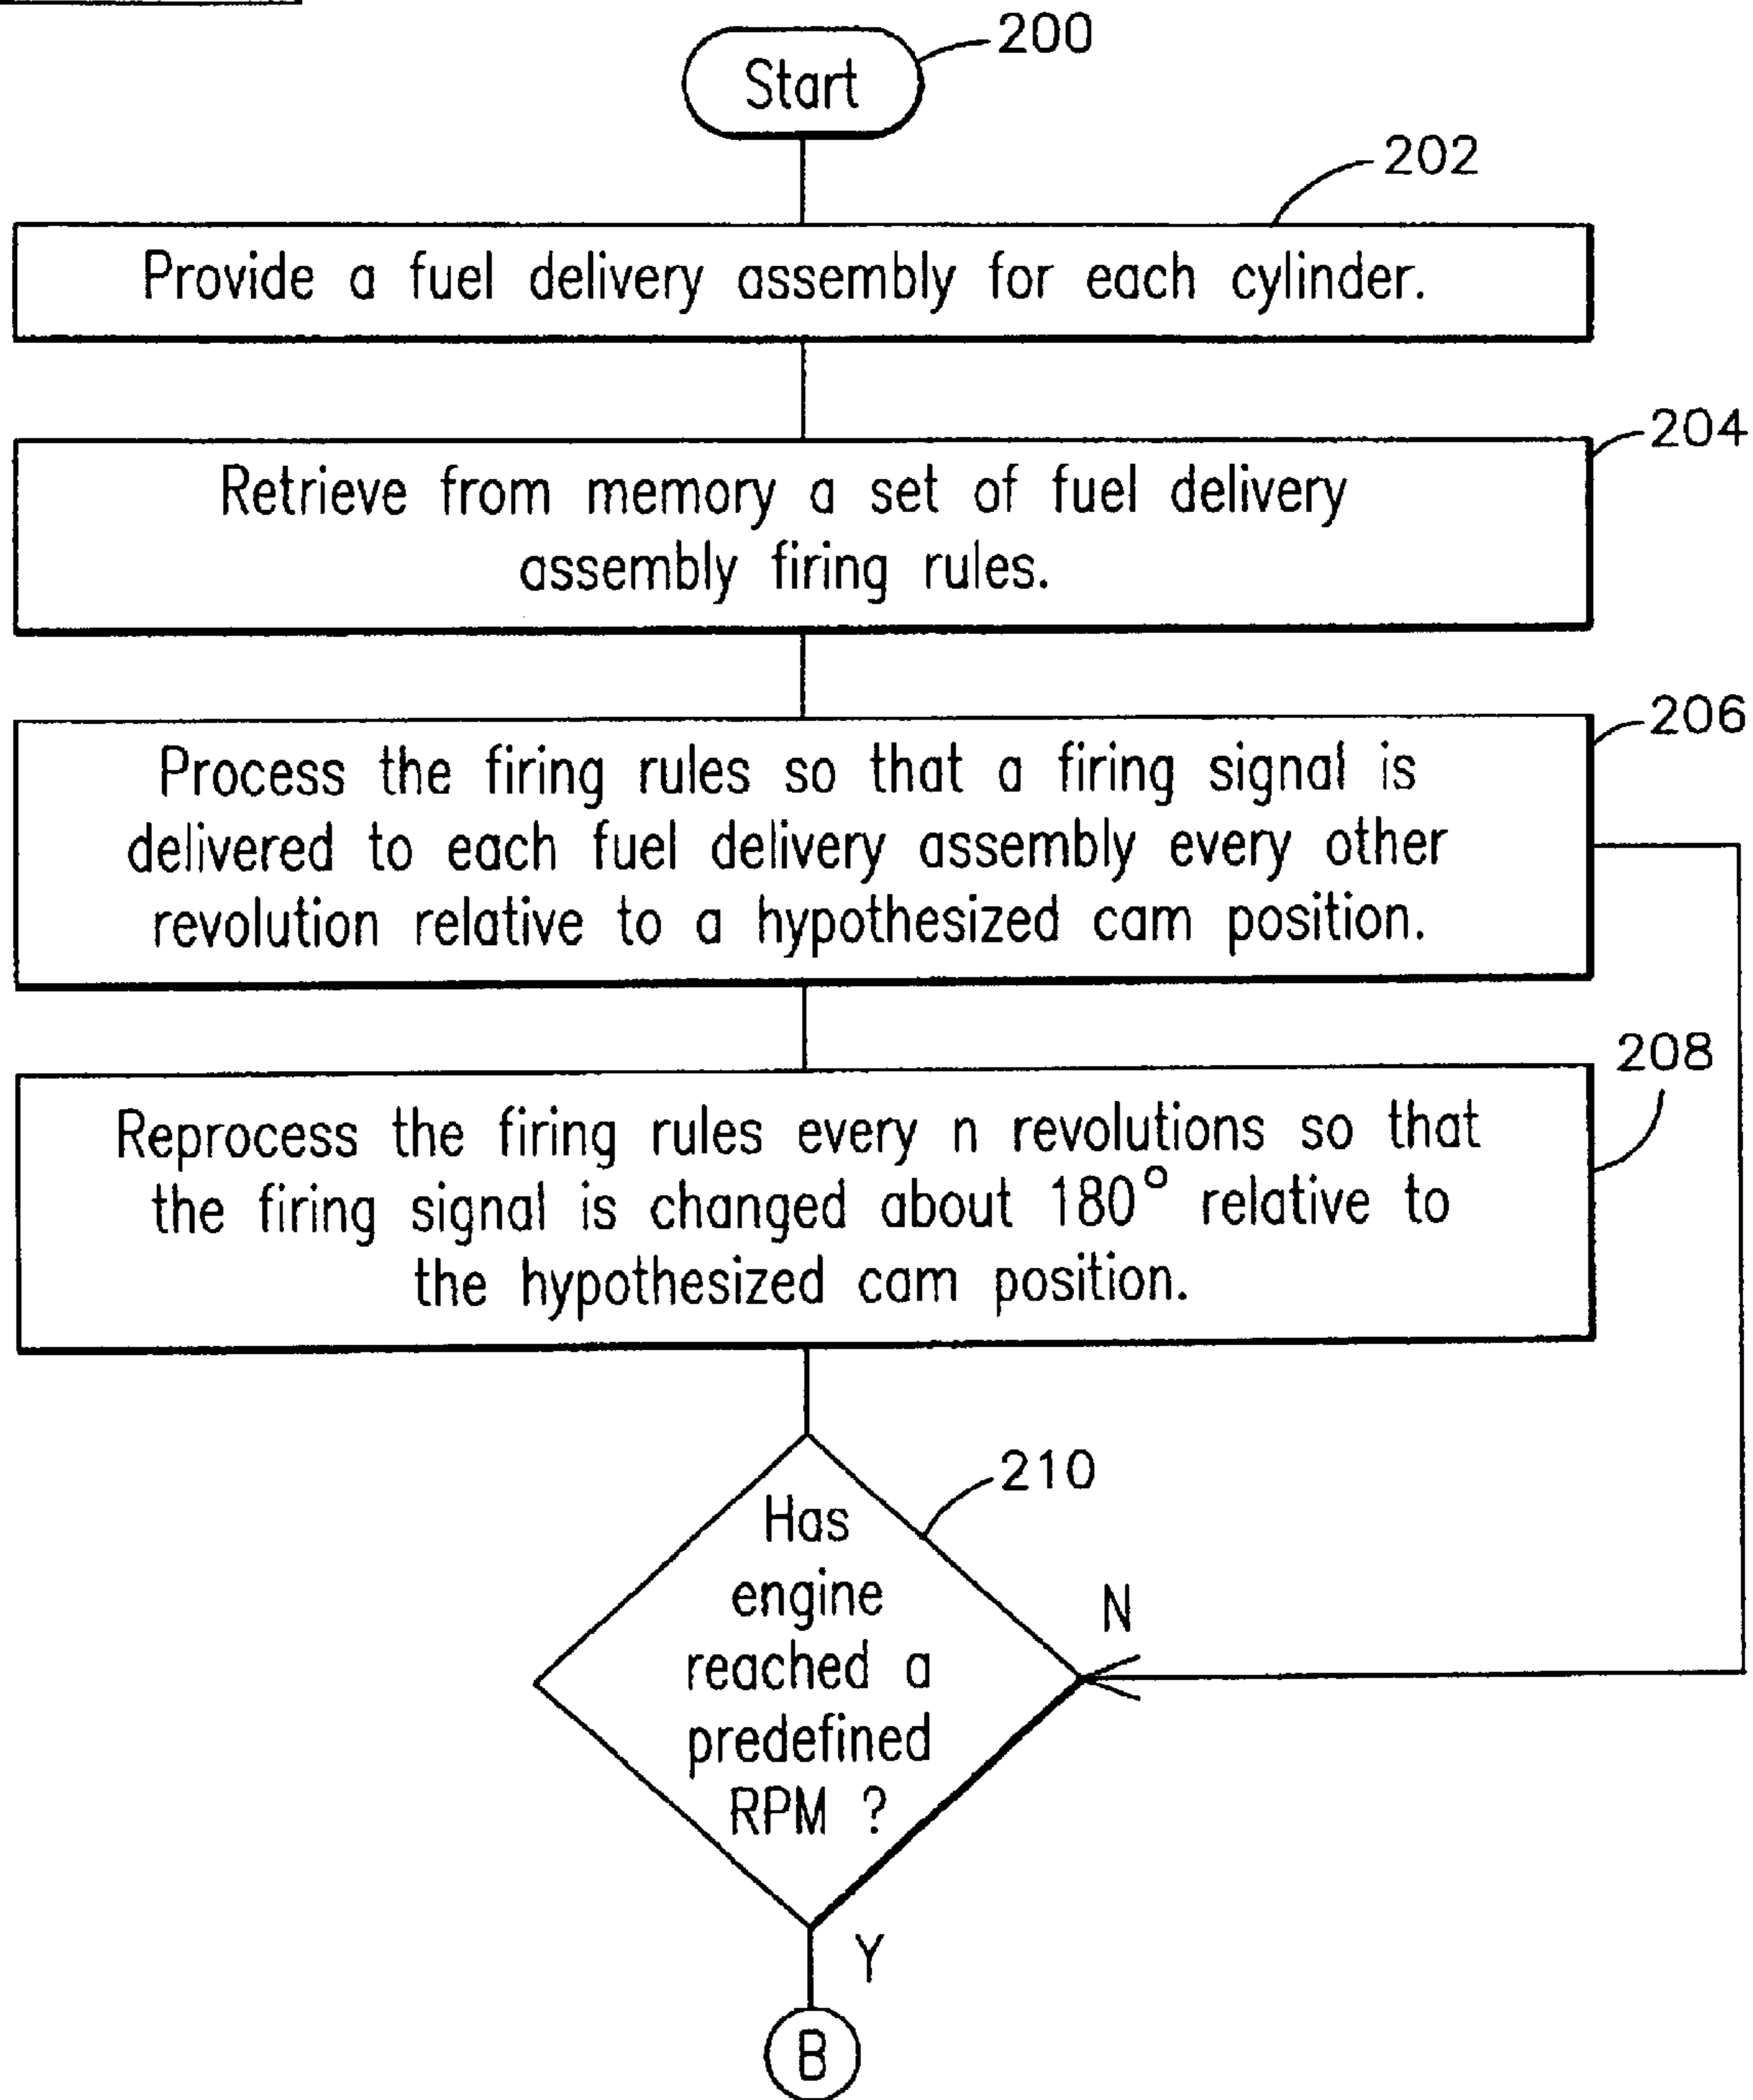 200
Start
202
Provide a fuel delivery assembly for each cylinder.
204
Retrieve from memory a set of fuel delivery
assembly firing rules.
206
Process the firing rules so that a firing signal is
delivered to each fuel delivery assembly every other
revolution relative to a hypothesized cam position.
208
Reprocess the firing rules every n revolutions so that
the firing signal is changed about 180° relative to
the hypothesized cam position.
210
Has
engine
reached a
predefined
RPM ?
N
Y
B